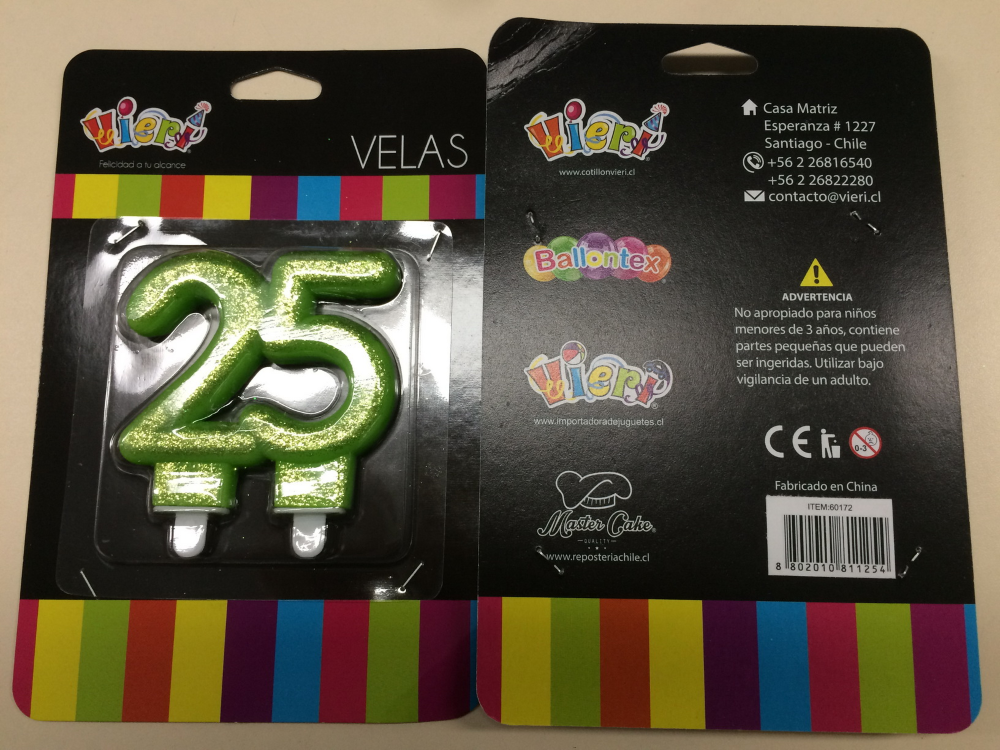 Vieri
Felicidad a tu alcance
VELAS
25
Vieri
www.cotillonvieri.cl
Ballontex
Vieri
www.importadoradejuguetes.cl
Master Cake
QUALITY
www.reposteriachile.cl
Casa Matriz
Esperanza # 1227
Santiago - Chile
+56 2 26816540
+56 2 26822280
contacto@vieri.cl
ADVERTENCIA
No apropiado para niños
menores de 3 años, contiene
partes pequeñas que pueden
ser ingeridas. Utilizar bajo
vigilancia de un adulto.
CE
0-3
Fabricado en China
ITEM:60172
8 802010 811254